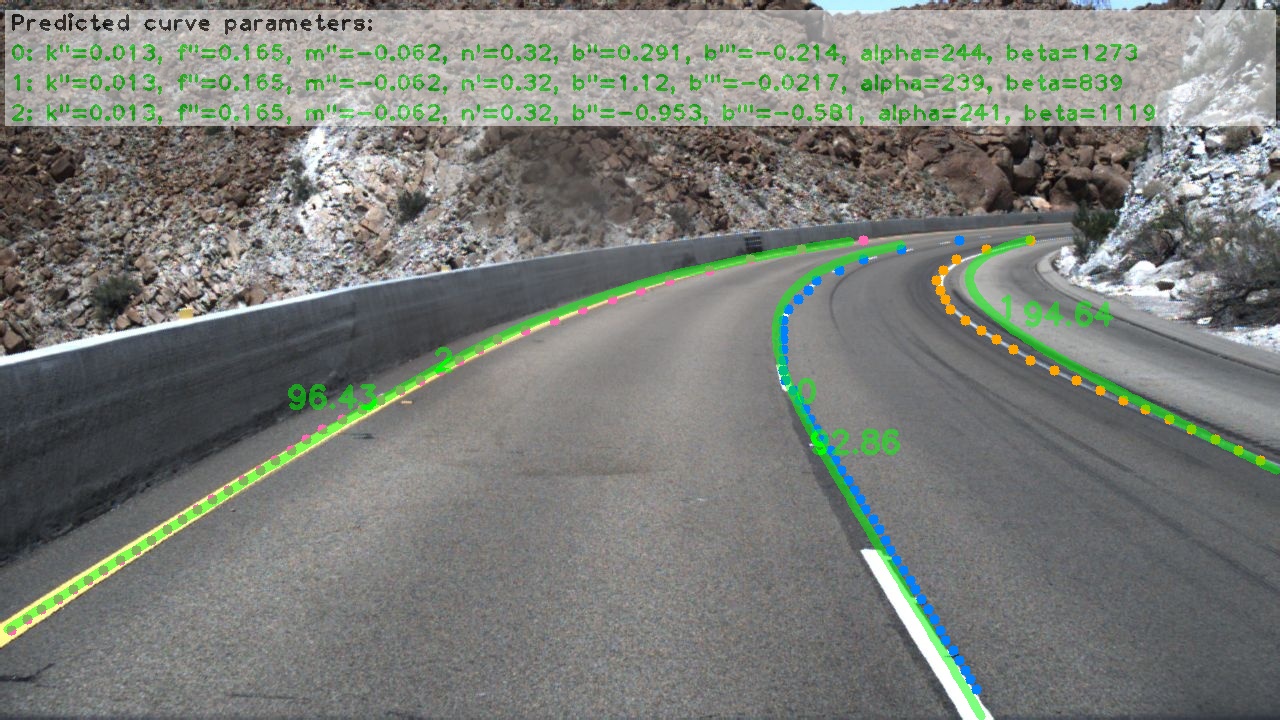 Predicted curve parameters:
0: k''=0.013, f''=0.165, m''=-0.062, n'=0.32, b''=0.291, b'''=-0.214, alpha=244, beta=1273
1: k''=0.013, f''=0.165, m''=-0.062, n'=0.32, b''=1.12, b'''=-0.0217, alpha=239, beta=839
2: k''=0.013, f''=0.165, m''=-0.062, n'=0.32, b''=-0.953, b'''=-0.581, alpha=241, beta=1119
1 94.64
2
96.43
0
92.86